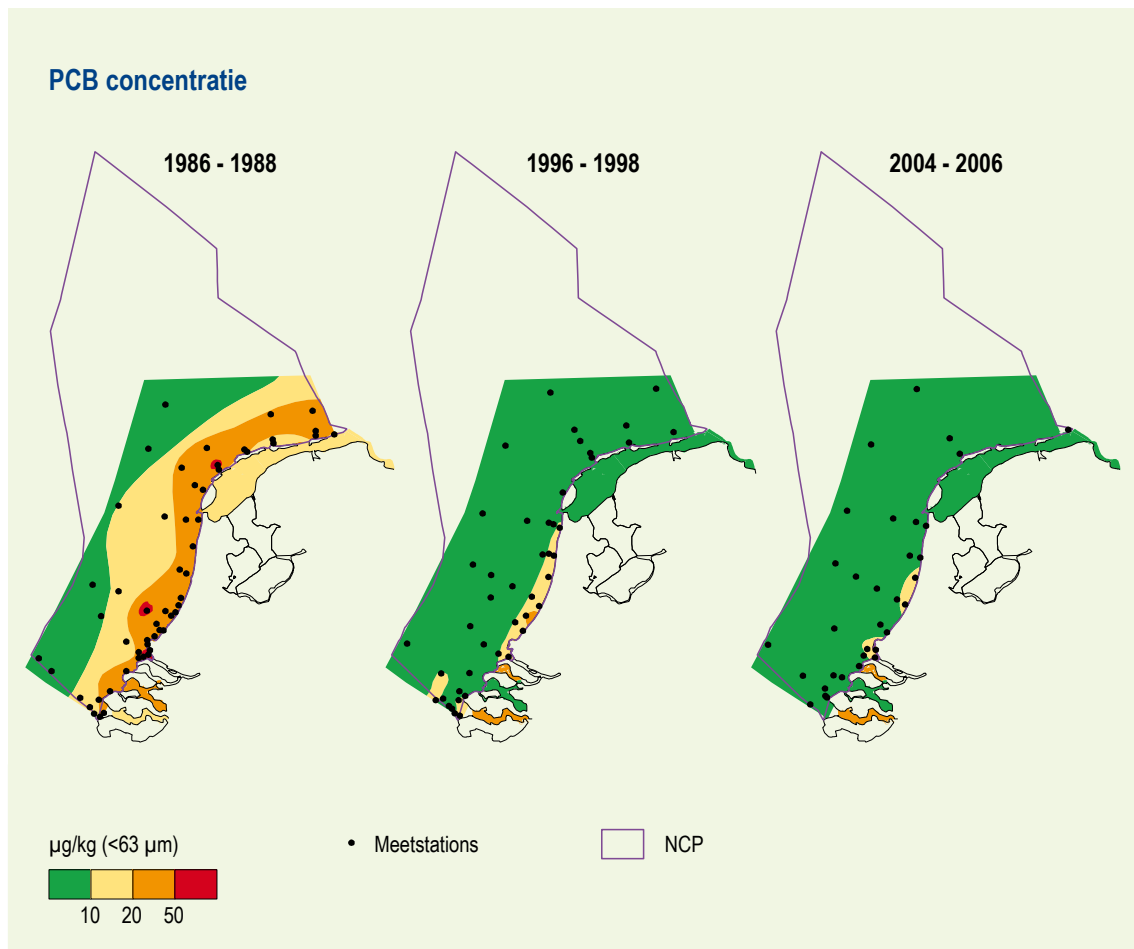 PCB concentratie
1986 - 1988
1996 - 1998
2004 - 2006
µg/kg (<63 µm)
Meetstations
NCP
10 20 50